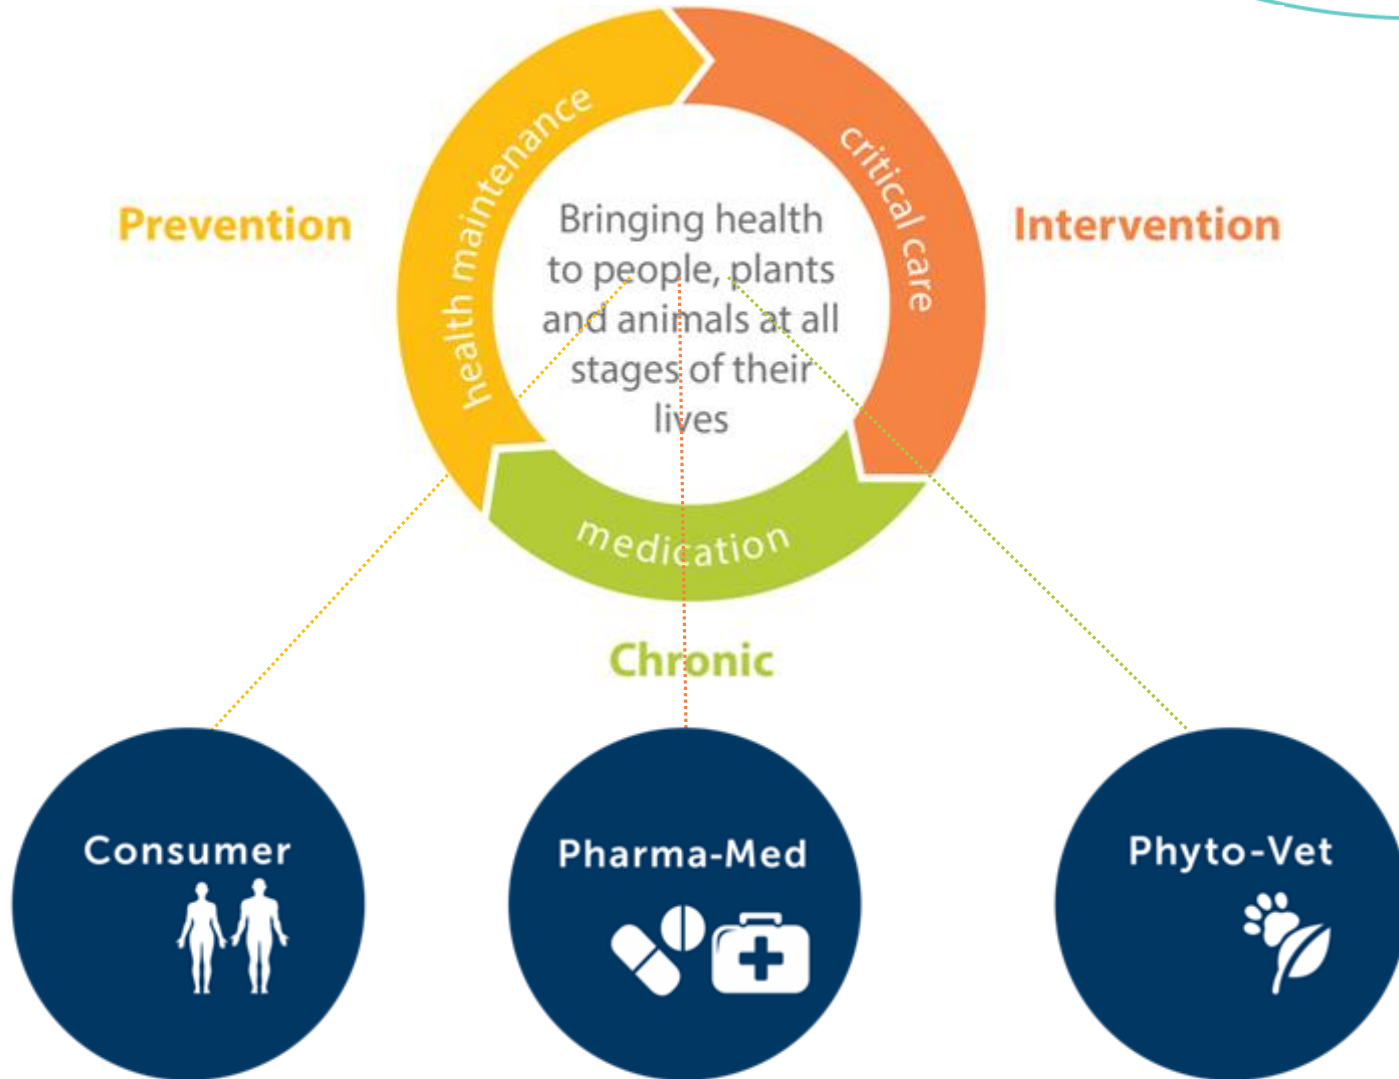 health maintenance
critical care
Prevention
Intervention
Bringing health
to people, plants
and animals at all
stages of their
lives
medication
Chronic
Consumer
Pharma-Med
Phyto-Vet